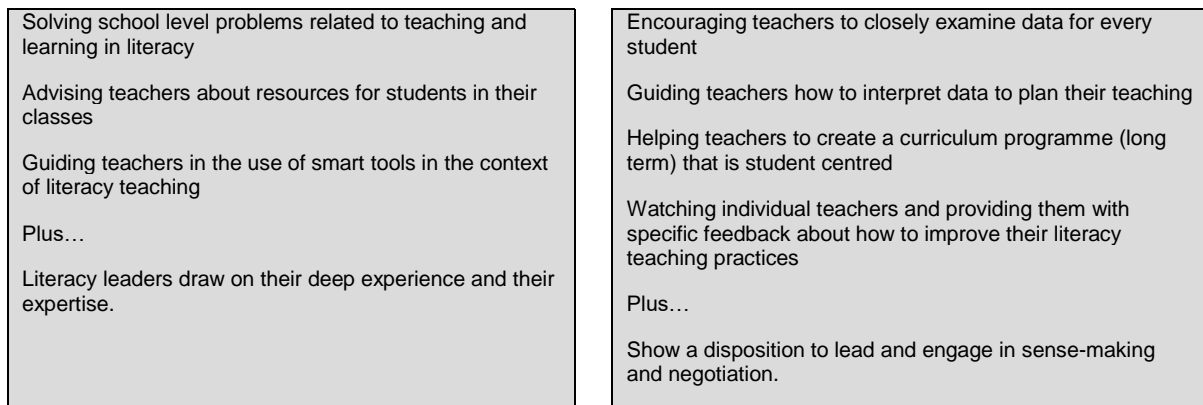 Solving school level problems related to teaching and
learning in literacy
Advising teachers about resources for students in their
classes
Guiding teachers in the use of smart tools in the context
of literacy teaching
Plus…
Literacy leaders draw on their deep experience and their
expertise.
Encouraging teachers to closely examine data for every
student
Guiding teachers how to interpret data to plan their teaching
Helping teachers to create a curriculum programme (long
term) that is student centred
Watching individual teachers and providing them with
specific feedback about how to improve their literacy
teaching practices
Plus…
Show a disposition to lead and engage in sense-making
and negotiation.